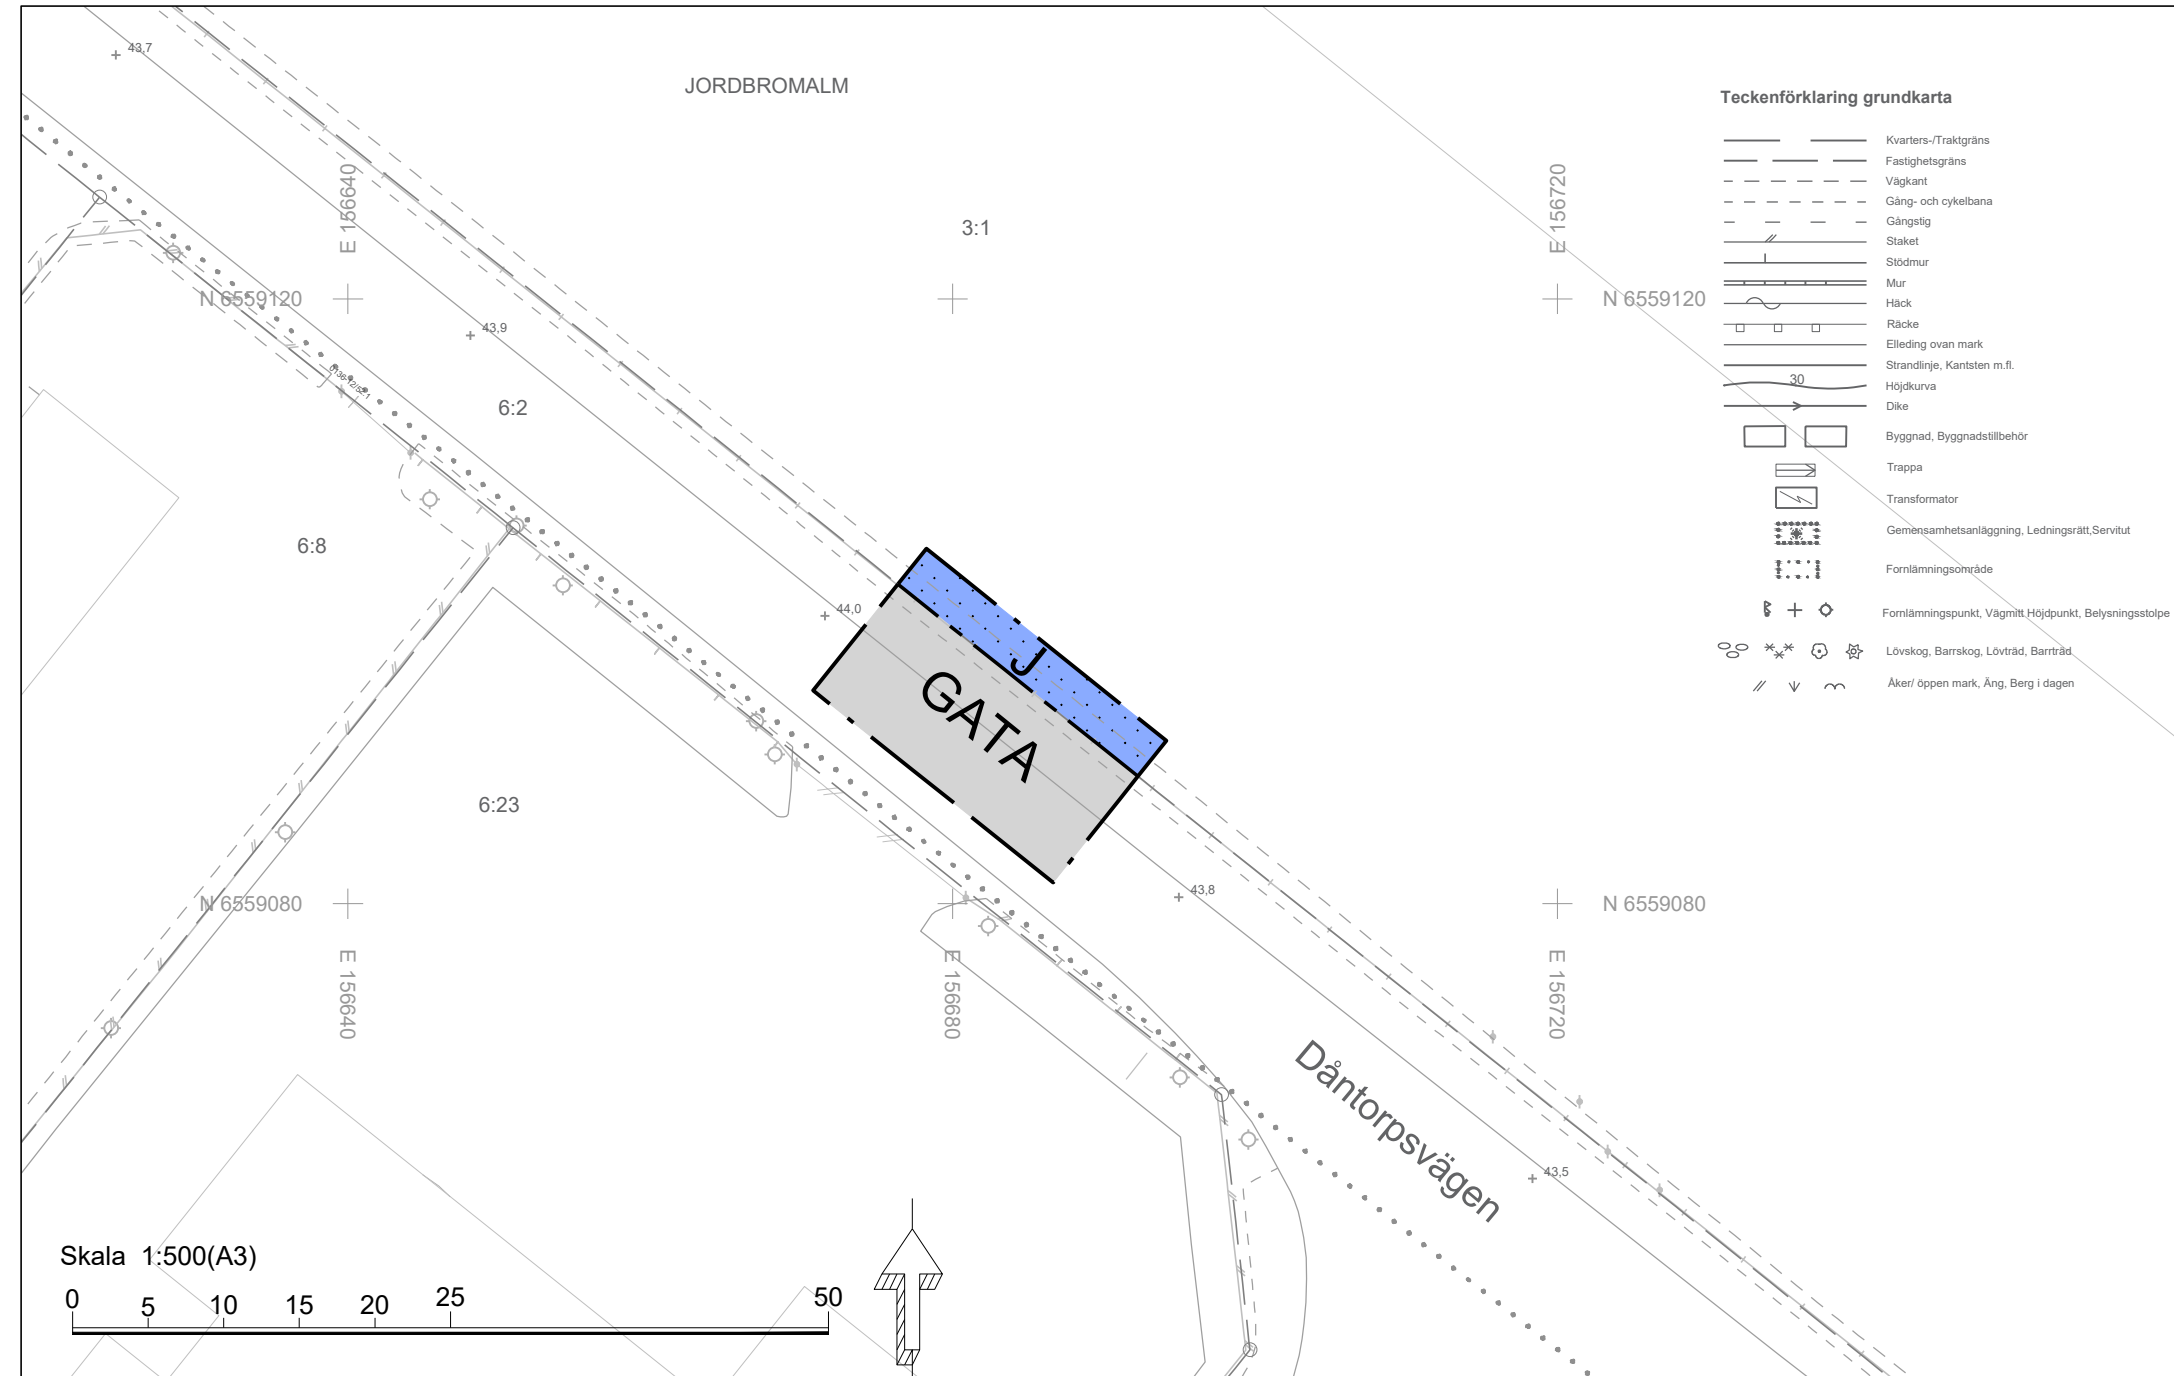 43,7
JORDBROMALM
Teckenförklaring grundkarta
Kvarters-/Traktgräns
Fastighetsgräns
Vägkant
Gång- och cykelbana
Gångstig
Staket
Stödmur
Mur
Häck
Räcke
Elleding ovan mark
Strandlinje, Kantsten m.fl.
30
Höjdkurva
Dike
Byggnad, Byggnadstillbehör
Trappa
Transformator
Gemensamhetsanläggning, Ledningsrätt,Servitut
Fornlämningsområde
Fornlämningspunkt, Vägmitt Höjdpunkt, Belysningsstolpe
Lövskog, Barrskog, Lövträd, Barrträd
Åker/ öppen mark, Äng, Berg i dagen
E 156640
E 156720
3:1
N 6559120
N 6559120
43,9
0136-12/52.1
6:2
6:8
44,0
J
GATA
6:23
43,8
N 6559080
N 6559080
E 156640
E 156680
E 156720
Dåntorpsvägen
43,5
Skala 1:500(A3)
0 5 10 15 20 25 50